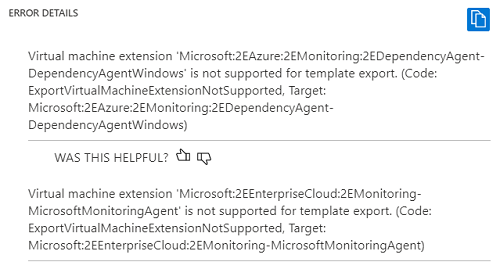 ERROR DETAILS
Virtual machine extension 'Microsoft:2EAzure:2EMonitoring:2EDependencyAgent-
DependencyAgentWindows' is not supported for template export. (Code:
ExportVirtualMachineExtensionNotSupported, Target:
Microsoft:2EAzure:2EMonitoring:2EDependencyAgent-
DependencyAgentWindows)
WAS THIS HELPFUL?
Virtual machine extension 'Microsoft:2EEnterpriseCloud:2EMonitoring-
MicrosoftMonitoringAgent' is not supported for template export. (Code:
ExportVirtualMachineExtensionNotSupported, Target:
Microsoft:2EEnterpriseCloud:2EMonitoring-MicrosoftMonitoringAgent)